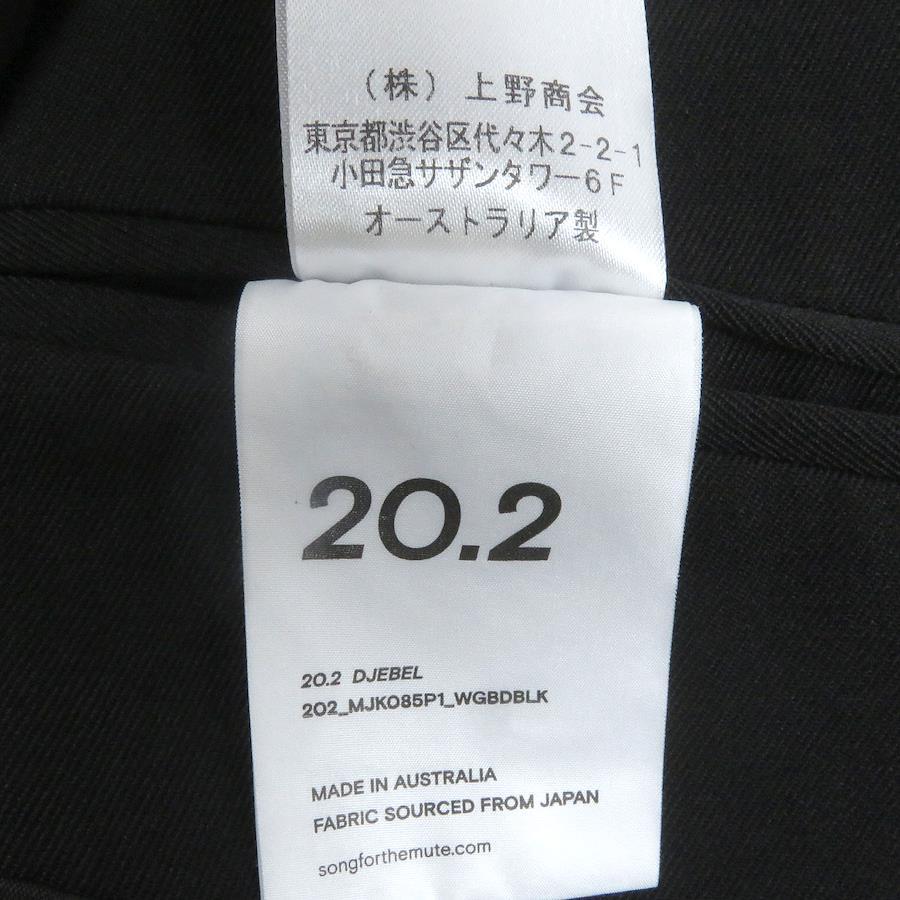 （株）上野商会
東京都渋谷区代々木2-2-1
小田急サザンタワー6F
オーストラリア製
20.2
20.2 DJEBEL
202_MJK085P1_WGBDBLK
MADE IN AUSTRALIA
FABRIC SOURCED FROM JAPAN
songforthemute.com